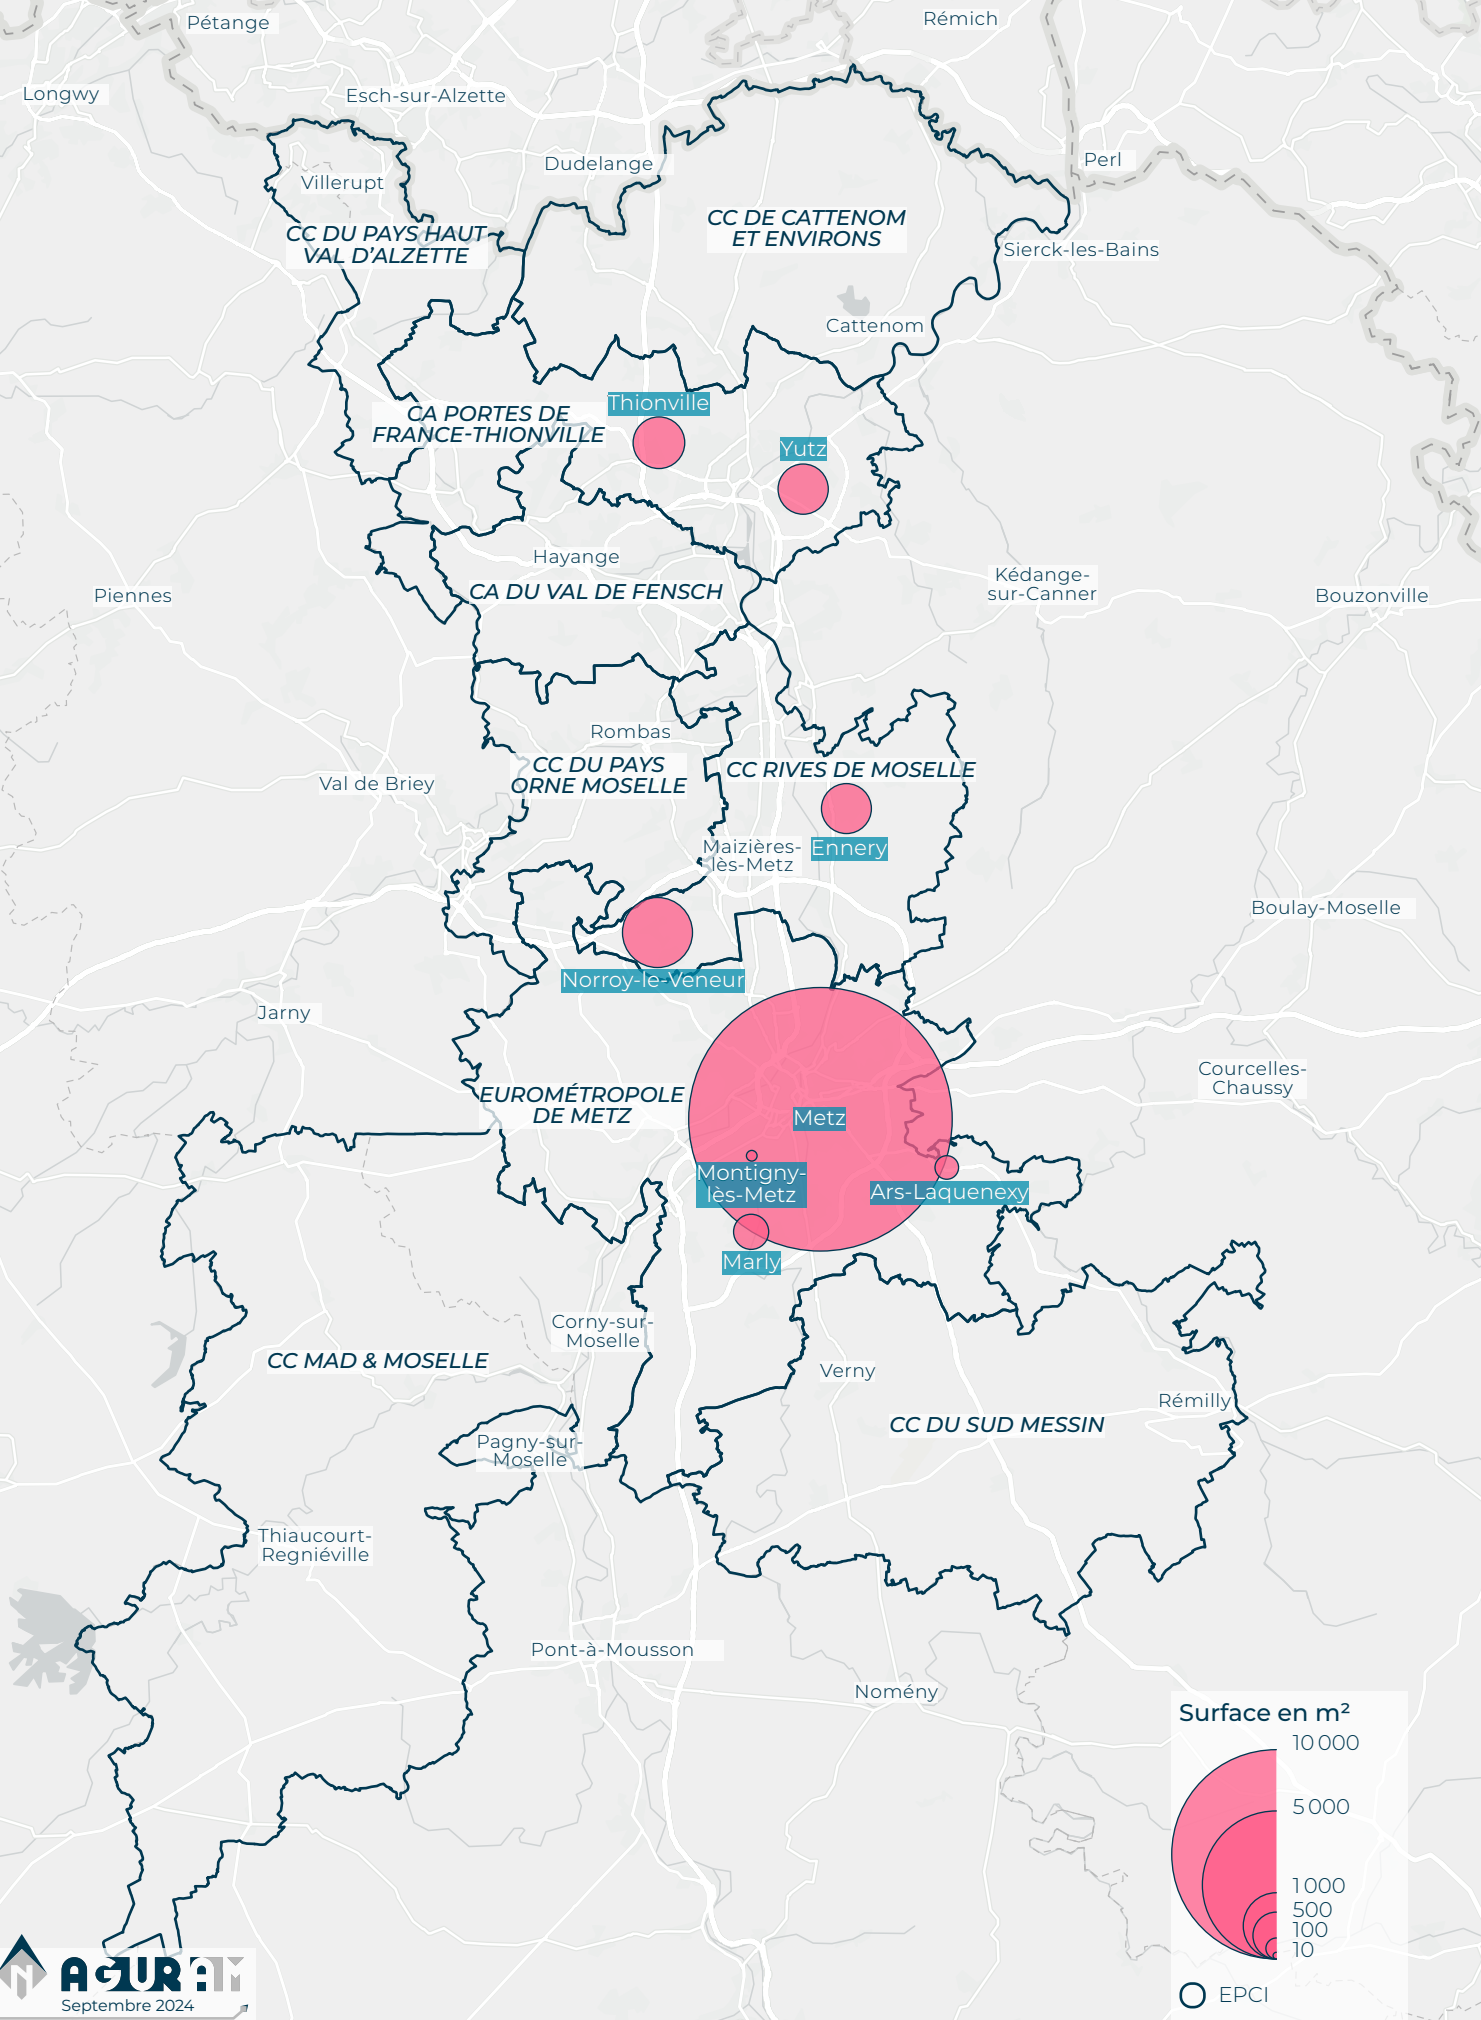 Pétange
Rémich
Longwy
Esch-sur-Alzette
Dudelange
Perl
Villerupt
CC DU PAYS HAUT
VAL D'ALZETTE
CC DE CATTENOM
ET ENVIRONS
Sierck-les-Bains
Cattenom
Thionville
CA PORTES DE
FRANCE-THIONVILLE
Yutz
Hayange
CA DU VAL DE FENSCH
Kédange-
sur-Canner
Piennes
Bouzonville
Rombas
CC DU PAYS
ORNE MOSELLE
CC RIVES DE MOSELLE
Val de Briey
Maizières-
lès-Metz
Ennery
Boulay-Moselle
Norroy-le-Veneur
Jarny
Courcelles-
Chaussy
EUROMÉTROPOLE
DE METZ
Metz
Montigny-
lès-Metz
Ars-Laquenexy
Marly
Corny-sur-
Moselle
CC MAD & MOSELLE
Verny
Rémilly
CC DU SUD MESSIN
Pagny-sur-
Moselle
Thiaucourt-
Regniéville
Pont-à-Mousson
Nomény
Surface en m²
10 000
5 000
1 000
500
100
10
EPCI
N
AGURAM
Septembre 2024